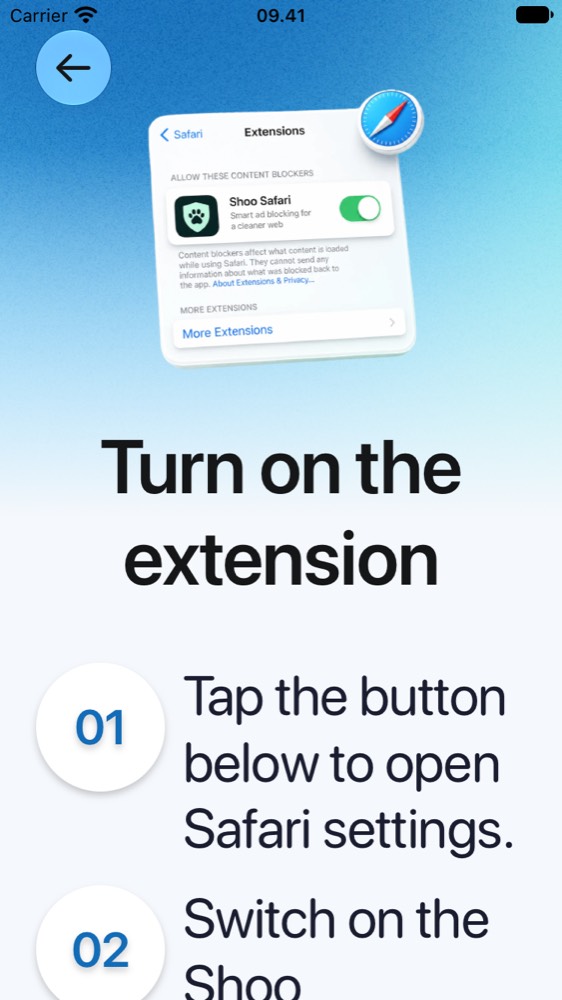 Carrier 09.41
Safari Extensions
ALLOW THESE CONTENT BLOCKERS
Shoo Safari
Smart ad blocking for
a cleaner web
Content blockers affect what content is loaded
while using Safari. They cannot send any
information about what was blocked back to
the app. About Extensions & Privacy...
MORE EXTENSIONS
More Extensions
Turn on the
extension
01
Tap the button
below to open
Safari settings.
02
Switch on the
Shoo